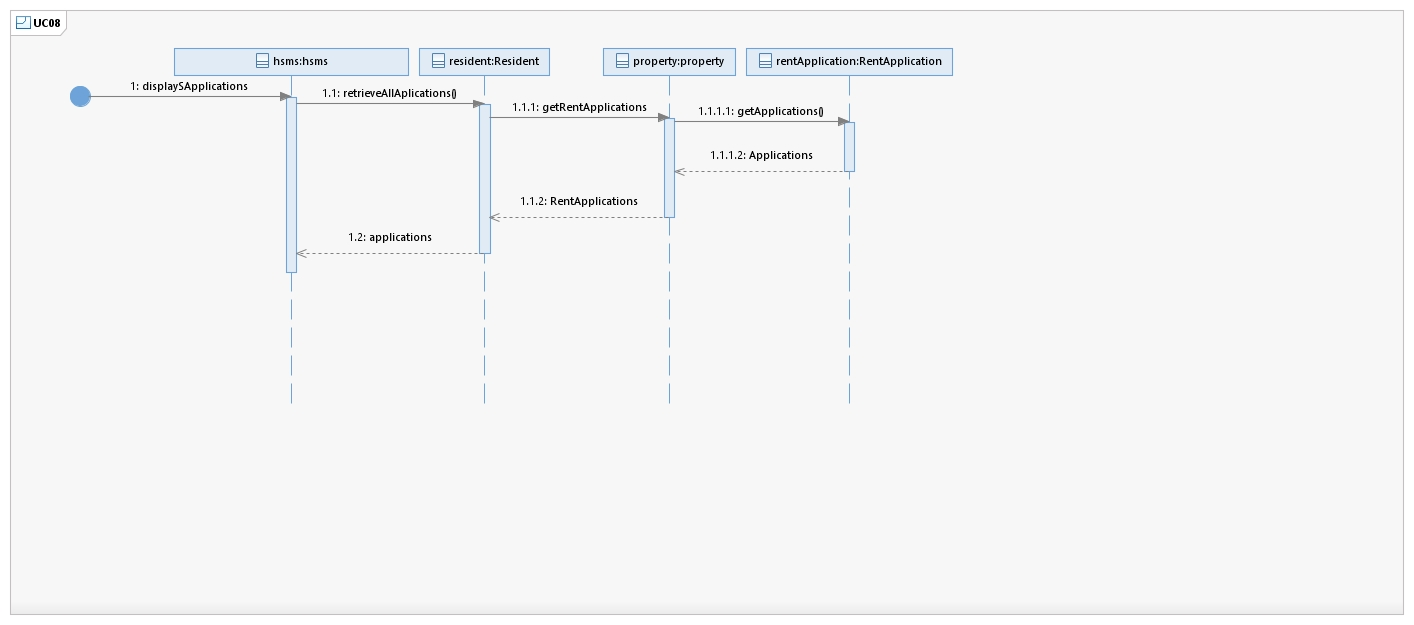 UC08
hsms:hsms
resident:Resident
property:property
rentApplication:RentApplication
1: displaySApplications
1.1: retrieveAllAplications()
1.1.1: getRentApplications
1.1.1.1: getApplications()
1.1.1.2: Applications
1.1.2: RentApplications
1.2: applications